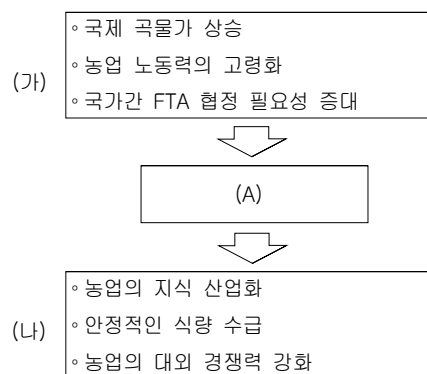 ◦국제 곡물가 상승
(가) ◦농업 노동력의 고령화
◦국가간 FTA 협정 필요성 증대
(A)
◦농업의 지식 산업화
(나) ◦안정적인 식량 수급
◦농업의 대외 경쟁력 강화